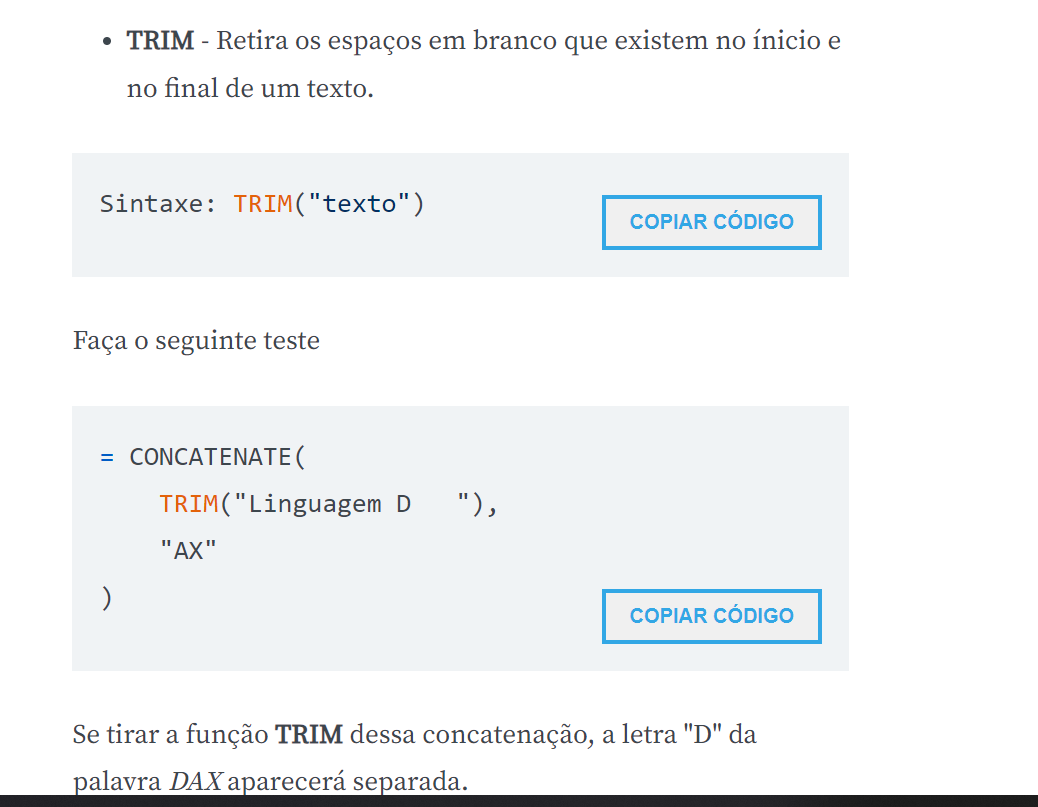 • TRIM - Retira os espaços em branco que existem no ínicio e
no final de um texto.
Sintaxe: TRIM("texto")
COPIAR CÓDIGO
Faça o seguinte teste
= CONCATENATE(
    TRIM("Linguagem D   "),
    "AX"
)
COPIAR CÓDIGO
Se tirar a função TRIM dessa concatenação, a letra "D" da
palavra DAX aparecerá separada.